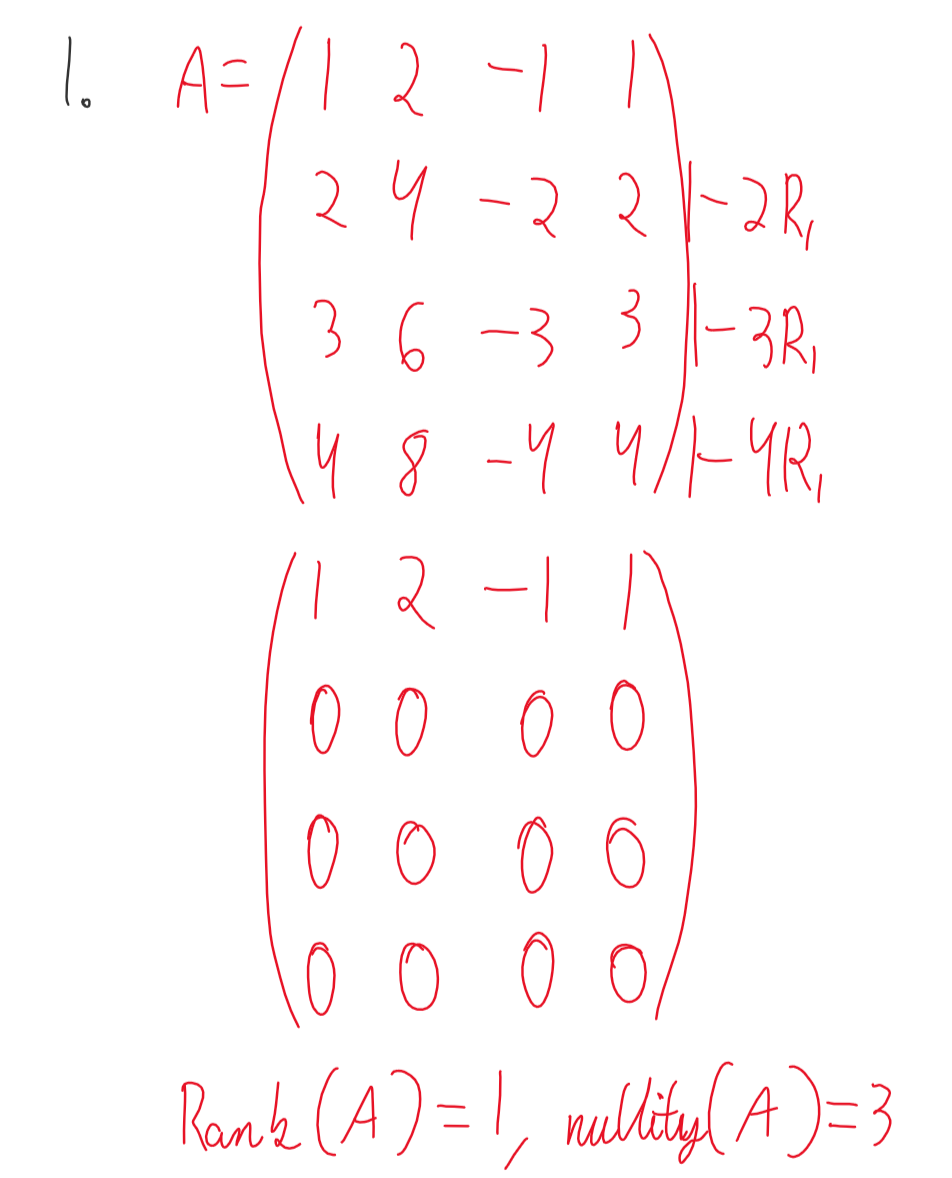 1. A= ( 1 2 -1 1 )
2 4 -2 2 |-2R₁
3 6 -3 3 |-3R₁
4 8 -4 4 |-4R₁
( 1 2 -1 1 )
0 0 0 0
0 0 0 0
0 0 0 0
Rank(A)=1, nullity(A)=3